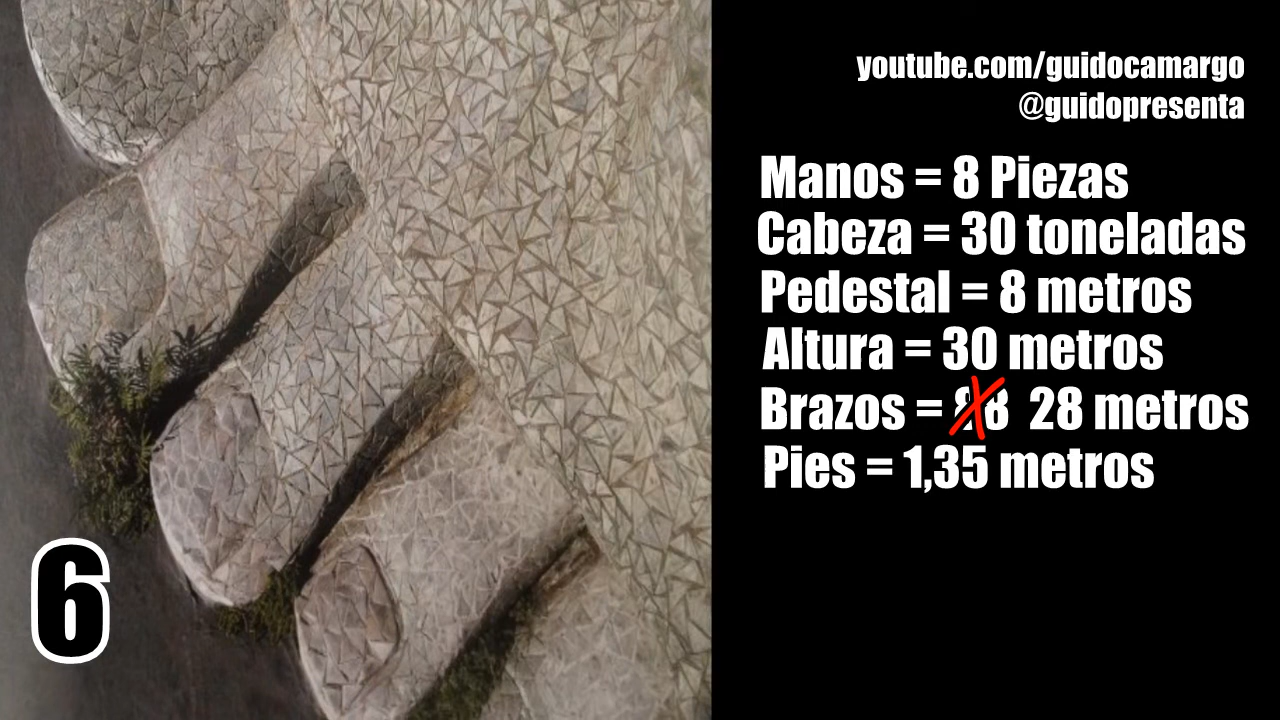 youtube.com/guidocamargo
@guidopresenta
Manos = 8 Piezas
Cabeza = 30 toneladas
Pedestal = 8 metros
Altura = 30 metros
Brazos = 28 metros
Pies = 1,35 metros
6